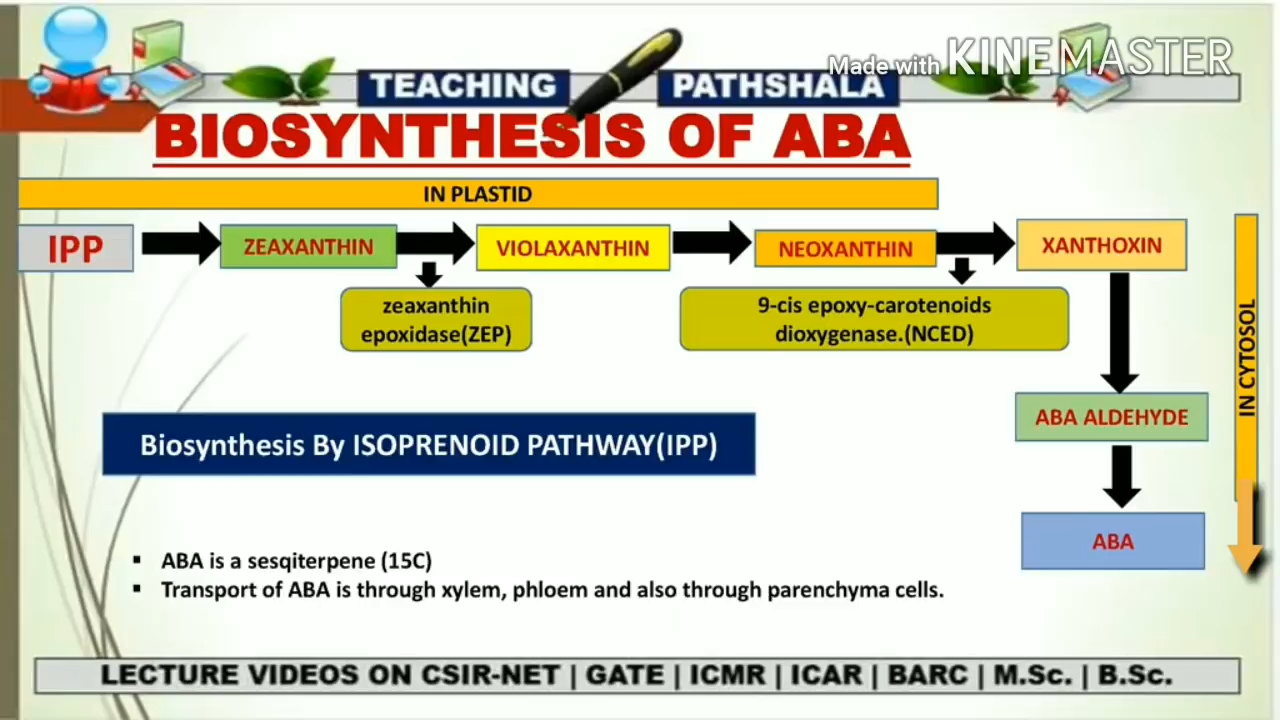 Made with KINEMASTER
TEACHING PATHSHALA
BIOSYNTHESIS OF ABA
IN PLASTID
IPP
ZEAXANTHIN
VIOLAXANTHIN
NEOXANTHIN
XANTHOXIN
zeaxanthin
epoxidase(ZEP)
9-cis epoxy-carotenoids
dioxygenase.(NCED)
IN CYTOSOL
ABA ALDEHYDE
Biosynthesis By ISOPRENOID PATHWAY(IPP)
ABA
▪ ABA is a sesqiterpene (15C)
▪ Transport of ABA is through xylem, phloem and also through parenchyma cells.
LECTURE VIDEOS ON CSIR-NET | GATE | ICMR | ICAR | BARC | M.Sc. | B.Sc.